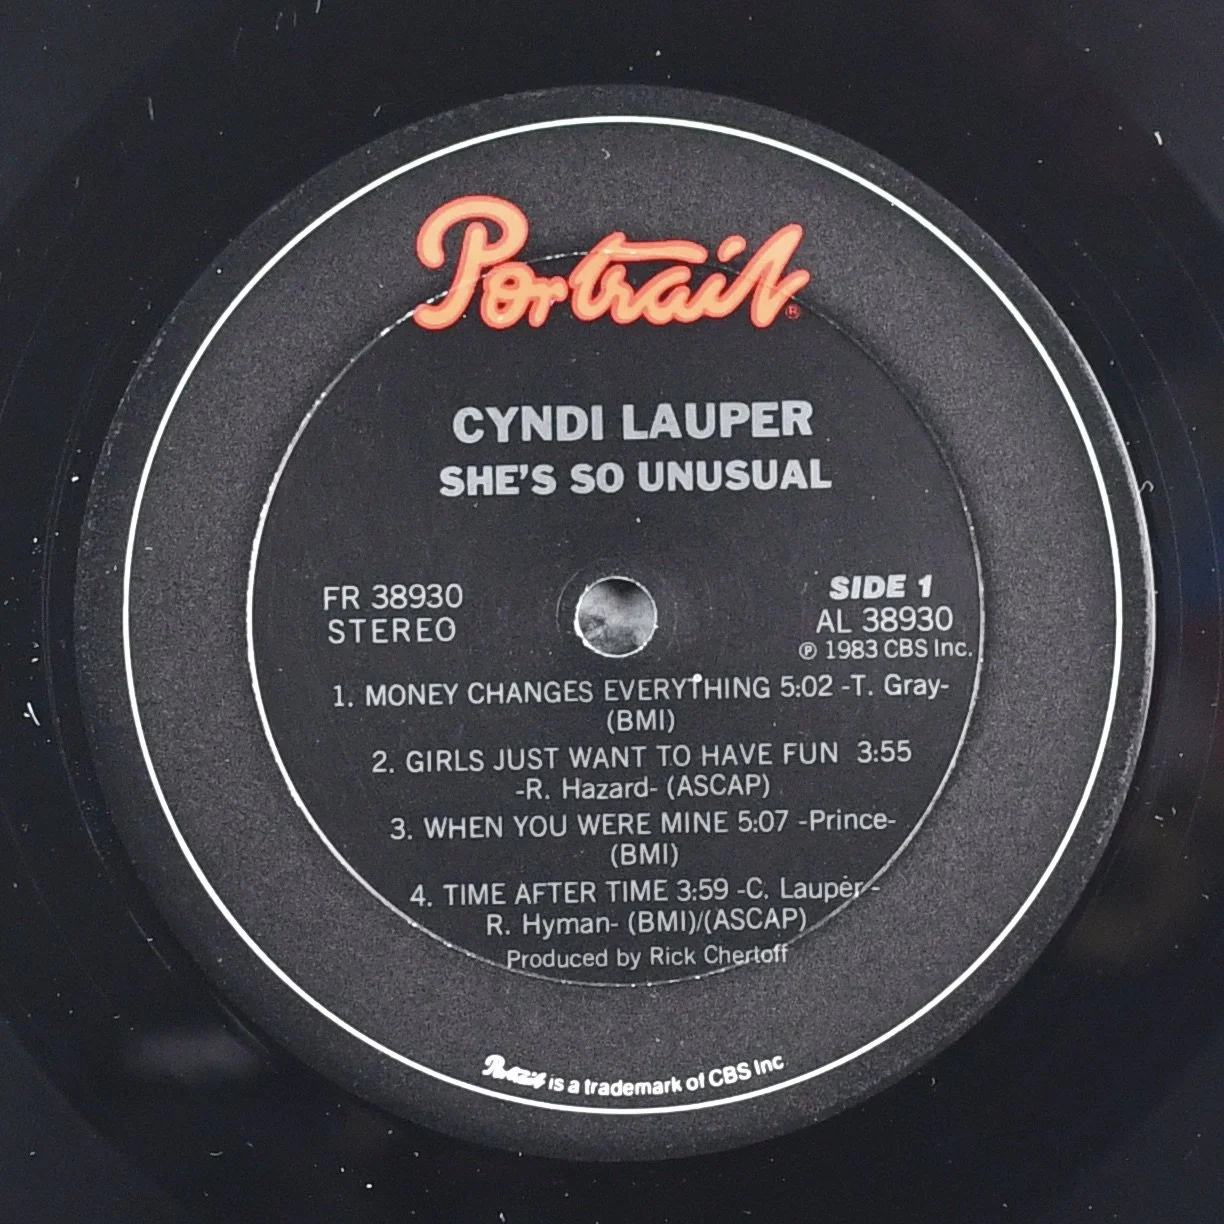 Portrait®
CYNDI LAUPER
SHE'S SO UNUSUAL
FR 38930
STEREO
SIDE 1
AL 38930
℗ 1983 CBS Inc.
1. MONEY CHANGES EVERYTHING 5:02 -T. Gray-
(BMI)
2. GIRLS JUST WANT TO HAVE FUN 3:55
-R. Hazard- (ASCAP)
3. WHEN YOU WERE MINE 5:07 -Prince-
(BMI)
4. TIME AFTER TIME 3:59 -C. Lauper -
R. Hyman- (BMI)/(ASCAP)
Produced by Rick Chertoff
Portrait is a trademark of CBS Inc